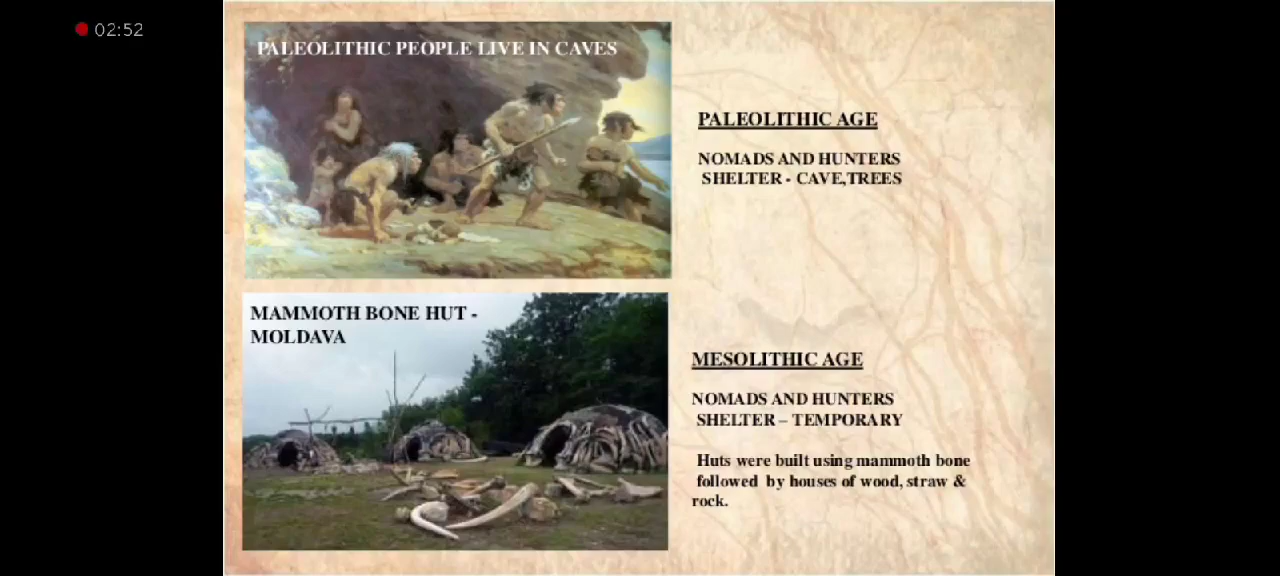 02:52
PALEOLITHIC PEOPLE LIVE IN CAVES
PALEOLITHIC AGE
NOMADS AND HUNTERS
SHELTER - CAVE,TREES
MAMMOTH BONE HUT -
MOLDAVA
MESOLITHIC AGE
NOMADS AND HUNTERS
SHELTER – TEMPORARY
Huts were built using mammoth bone
followed by houses of wood, straw &
rock.